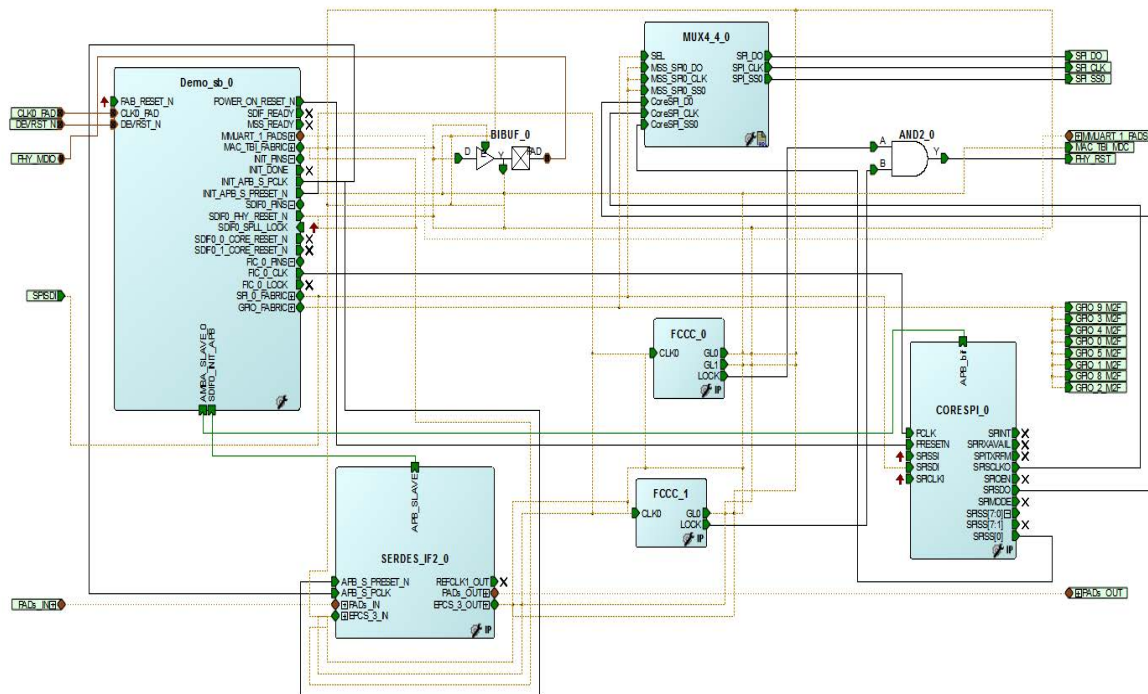 MUX4_4_0
SEL
MSS_SPI0_DO
MSS_SPI0_CLK
MSS_SPI0_SS0
CoreSPI_D0
CoreSPI_CLK
CoreSPI_SS0
SPI_DO
SPI_CLK
SPI_SS0
SPI_DO
SPI_CLK
SPI_SS0
Demo_sb_0
FAB_RESET_N
CLK0_PAD
DEVRST_N
CLK0_PAD
DEVRST_N
PHY_MDIO
POWER_ON_RESET_N
SDIF_READY
MSS_READY
MMUART_1_PADS
MAC_TBI_FABRIC
INIT_PINS
INIT_DONE
INIT_APB_S_PCLK
INIT_APB_S_PRESET_N
SDIF0_PINS
SDIF0_PHY_RESET_N
SDIF0_SPLL_LOCK
SDIF0_0_CORE_RESET_N
SDIF0_1_CORE_RESET_N
FIC_0_PINS
FIC_0_CLK
FIC_0_LOCK
SPI_0_FABRIC
GPIO_FABRIC
AMBA_SLAVE_0
SDIF0_INIT_APB
BIBUF_0
D
E
Y
PAD
AND2_0
A
B
Y
MMUART_1_PADS
MAC_TBI_MDC
PHY_RST
SPISDI
GPIO_9_M2F
GPIO_3_M2F
GPIO_4_M2F
GPIO_0_M2F
GPIO_5_M2F
GPIO_1_M2F
GPIO_8_M2F
GPIO_2_M2F
FCCC_0
CLK0
GL0
GL1
LOCK
IP
APB_bif
CORESPI_0
PCLK
PRESETN
SPISSI
SPISDI
SPICLKI
SPIINT
SPIRXAVAIL
SPITXRFM
SPISCLKO
SPIOEN
SPISDO
SPIMODE
SPISS[7:0]
SPISS[7:1]
SPISS[0]
IP
FCCC_1
CLK0
GL0
LOCK
IP
APB_SLAVE
SERDES_IF2_0
APB_S_PRESET_N
APB_S_PCLK
PADs_IN
EPCS_3_IN
REFCLK1_OUT
PADs_OUT
EPCS_3_OUT
IP
PADs_IN
PADs_OUT